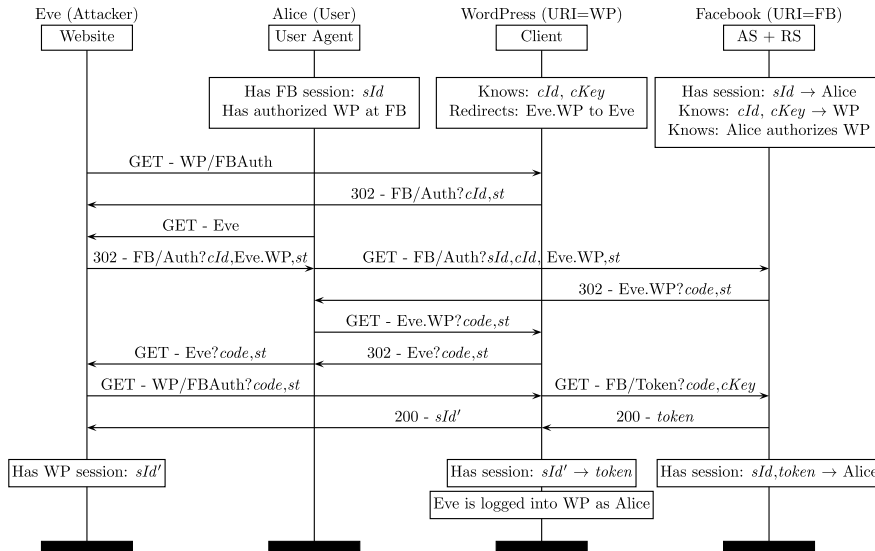 Eve (Attacker) Alice (User) WordPress (URI=WP) Facebook (URI=FB)
Website User Agent Client AS + RS
Has FB session: sId
Has authorized WP at FB
Knows: cId, cKey
Redirects: Eve.WP to Eve
Has session: sId → Alice
Knows: cId, cKey → WP
Knows: Alice authorizes WP
GET - WP/FBAuth
302 - FB/Auth?cId,st
GET - Eve
302 - FB/Auth?cId,Eve.WP,st GET - FB/Auth?sId,cId, Eve.WP,st
302 - Eve.WP?code,st
GET - Eve.WP?code,st
GET - Eve?code,st 302 - Eve?code,st
GET - WP/FBAuth?code,st GET - FB/Token?code,cKey
200 - sId′ 200 - token
Has WP session: sId′ Has session: sId′ → token Has session: sId,token → Alice
Eve is logged into WP as Alice